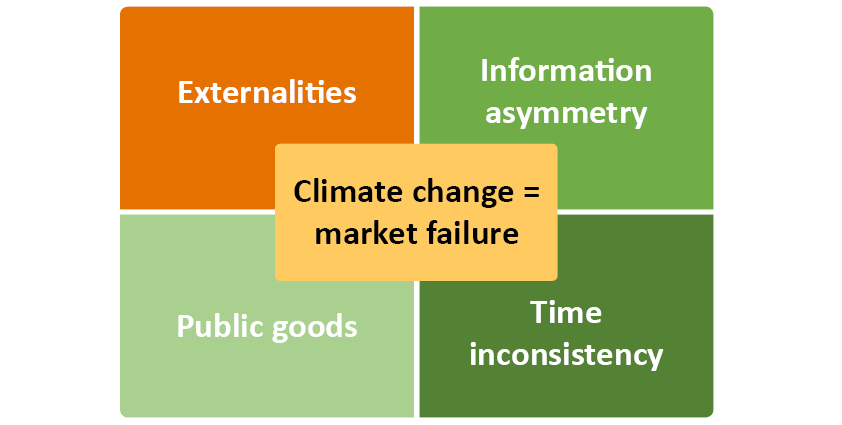 Externalities
Information
asymmetry
Climate change =
market failure
Public goods
Time
inconsistency